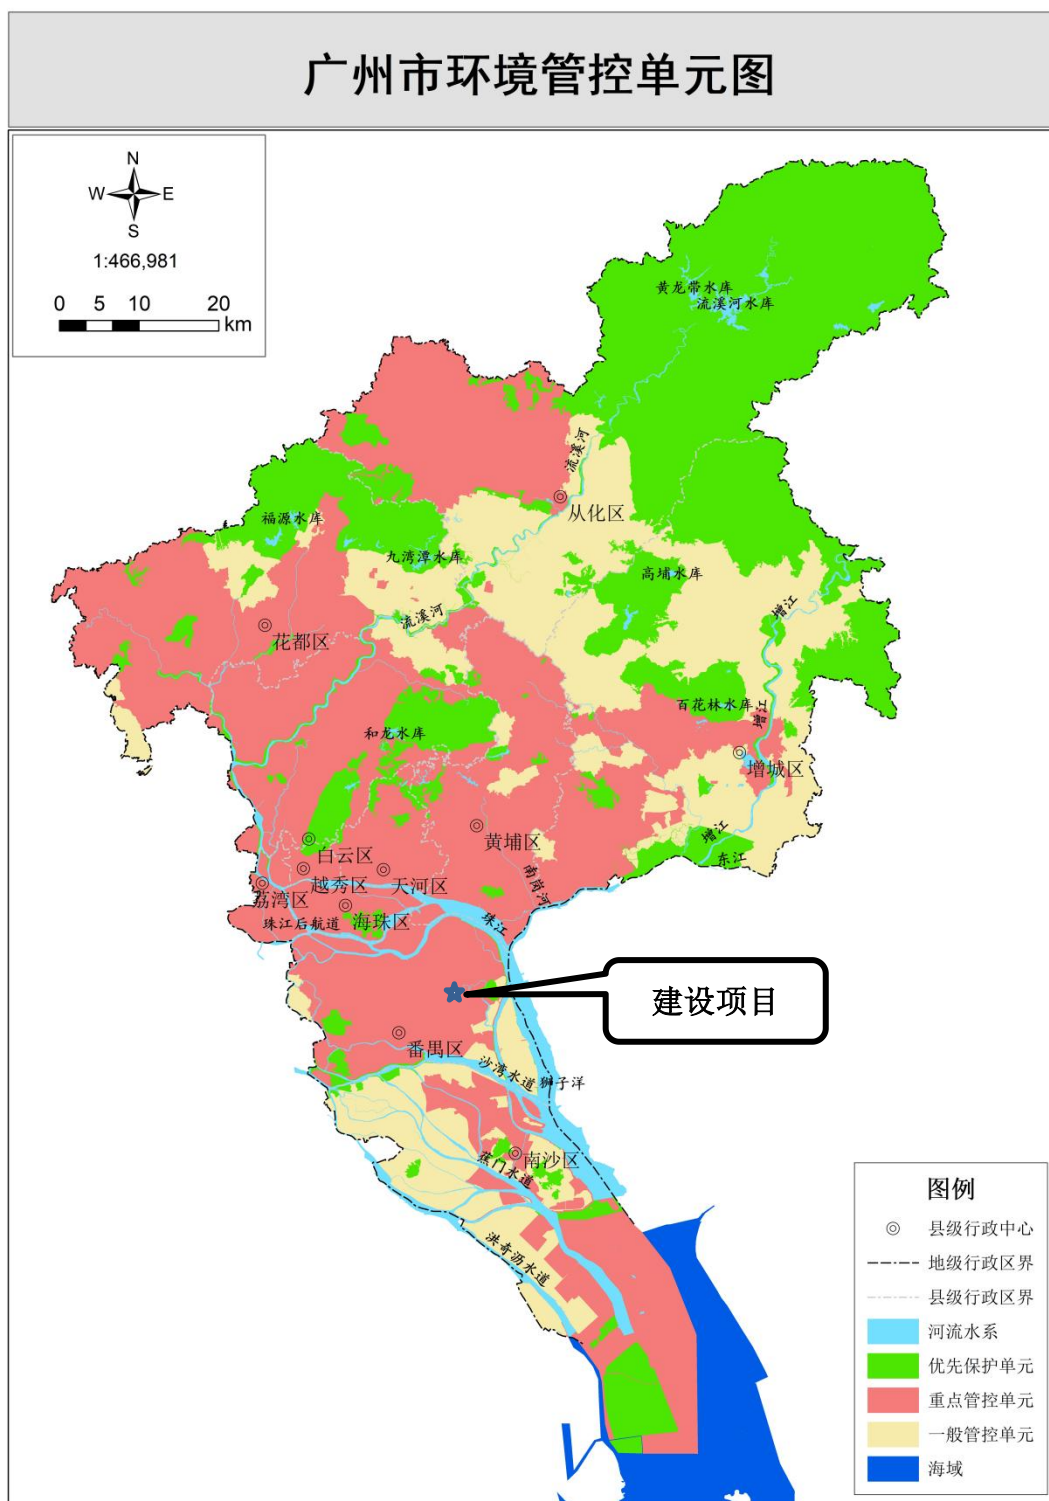 广州市环境管控单元图
N
W E
S
1:466,981
0 5 10 20
km
黄龙带水库
流溪河水库
流溪河
从化区
福源水库
九湾潭水库
高埔水库
增江
流溪河
花都区
百花林水库
增江
和龙水库
增城区
增江
黄埔区
东江
白云区
南岗河
越秀区
天河区
荔湾区
海珠区
珠江
珠江后航道
建设项目
番禺区
沙湾水道
狮子洋
南沙区
蕉门水道
洪奇沥水道
图例
县级行政中心
地级行政区界
县级行政区界
河流水系
优先保护单元
重点管控单元
一般管控单元
海域